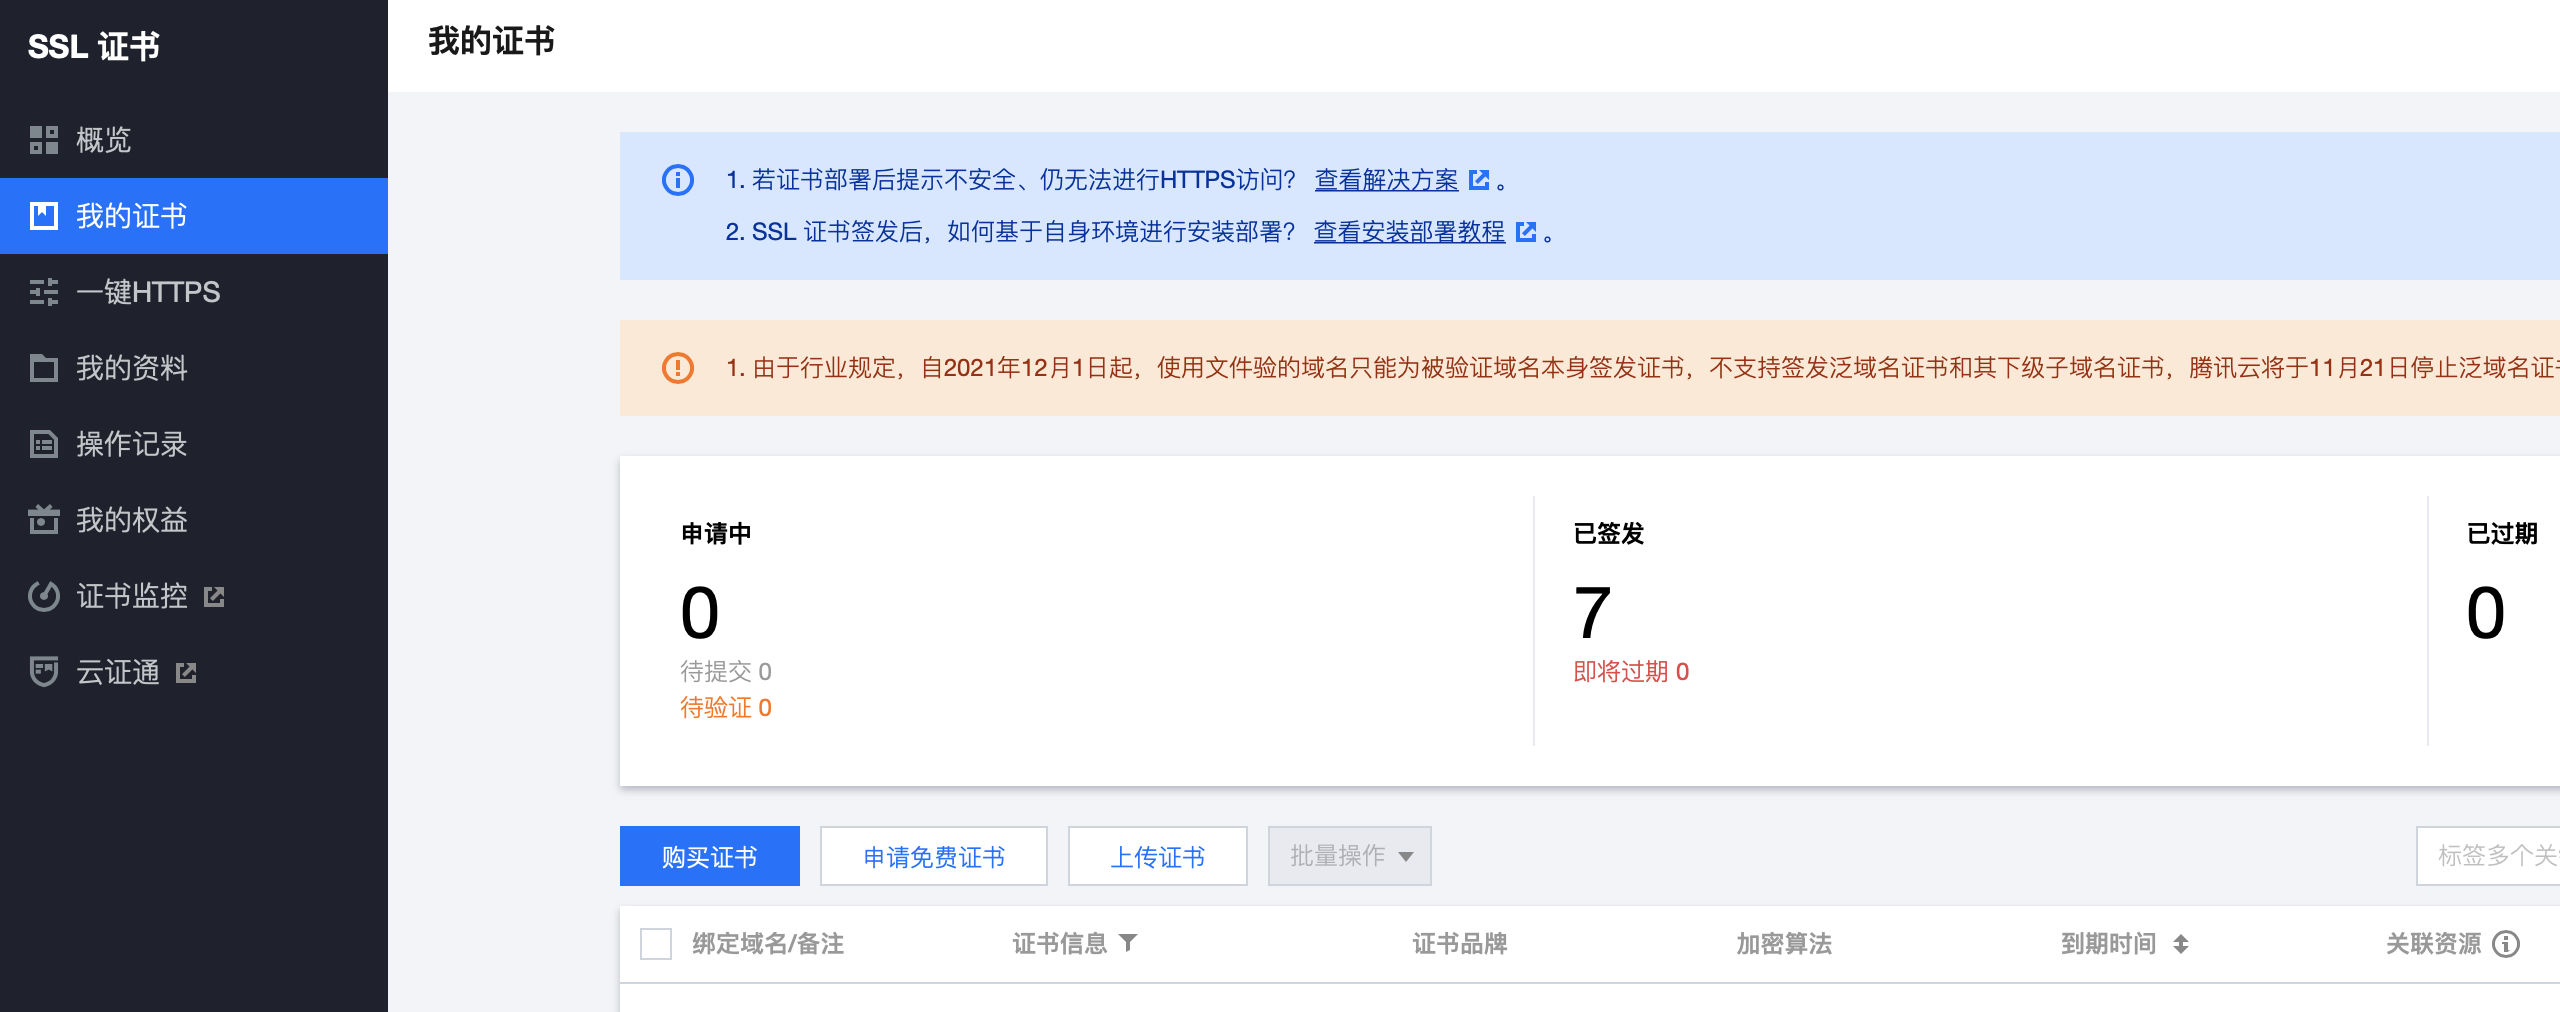 SSL 证书
概览
我的证书
一键HTTPS
我的资料
操作记录
我的权益
证书监控
云证通
我的证书
1. 若证书部署后提示不安全、仍无法进行HTTPS访问？ 查看解决方案 。
2. SSL 证书签发后，如何基于自身环境进行安装部署？ 查看安装部署教程 。
1. 由于行业规定，自2021年12月1日起，使用文件验的域名只能为被验证域名本身签发证书，不支持签发泛域名证书和其下级子域名证书，腾讯云将于11月21日停止泛域名证
申请中
0
待提交 0
待验证 0
已签发
7
即将过期 0
已过期
0
购买证书 申请免费证书 上传证书 批量操作 标签多个关
绑定域名/备注 证书信息 证书品牌 加密算法 到期时间 关联资源